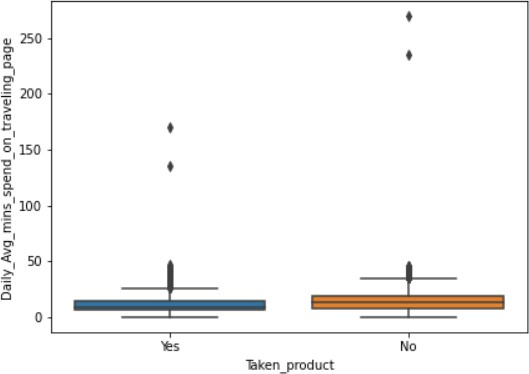 Daily_Avg_mins_spend_on_traveling_page
250
200
150
100
50
0
Yes
No
Taken_product